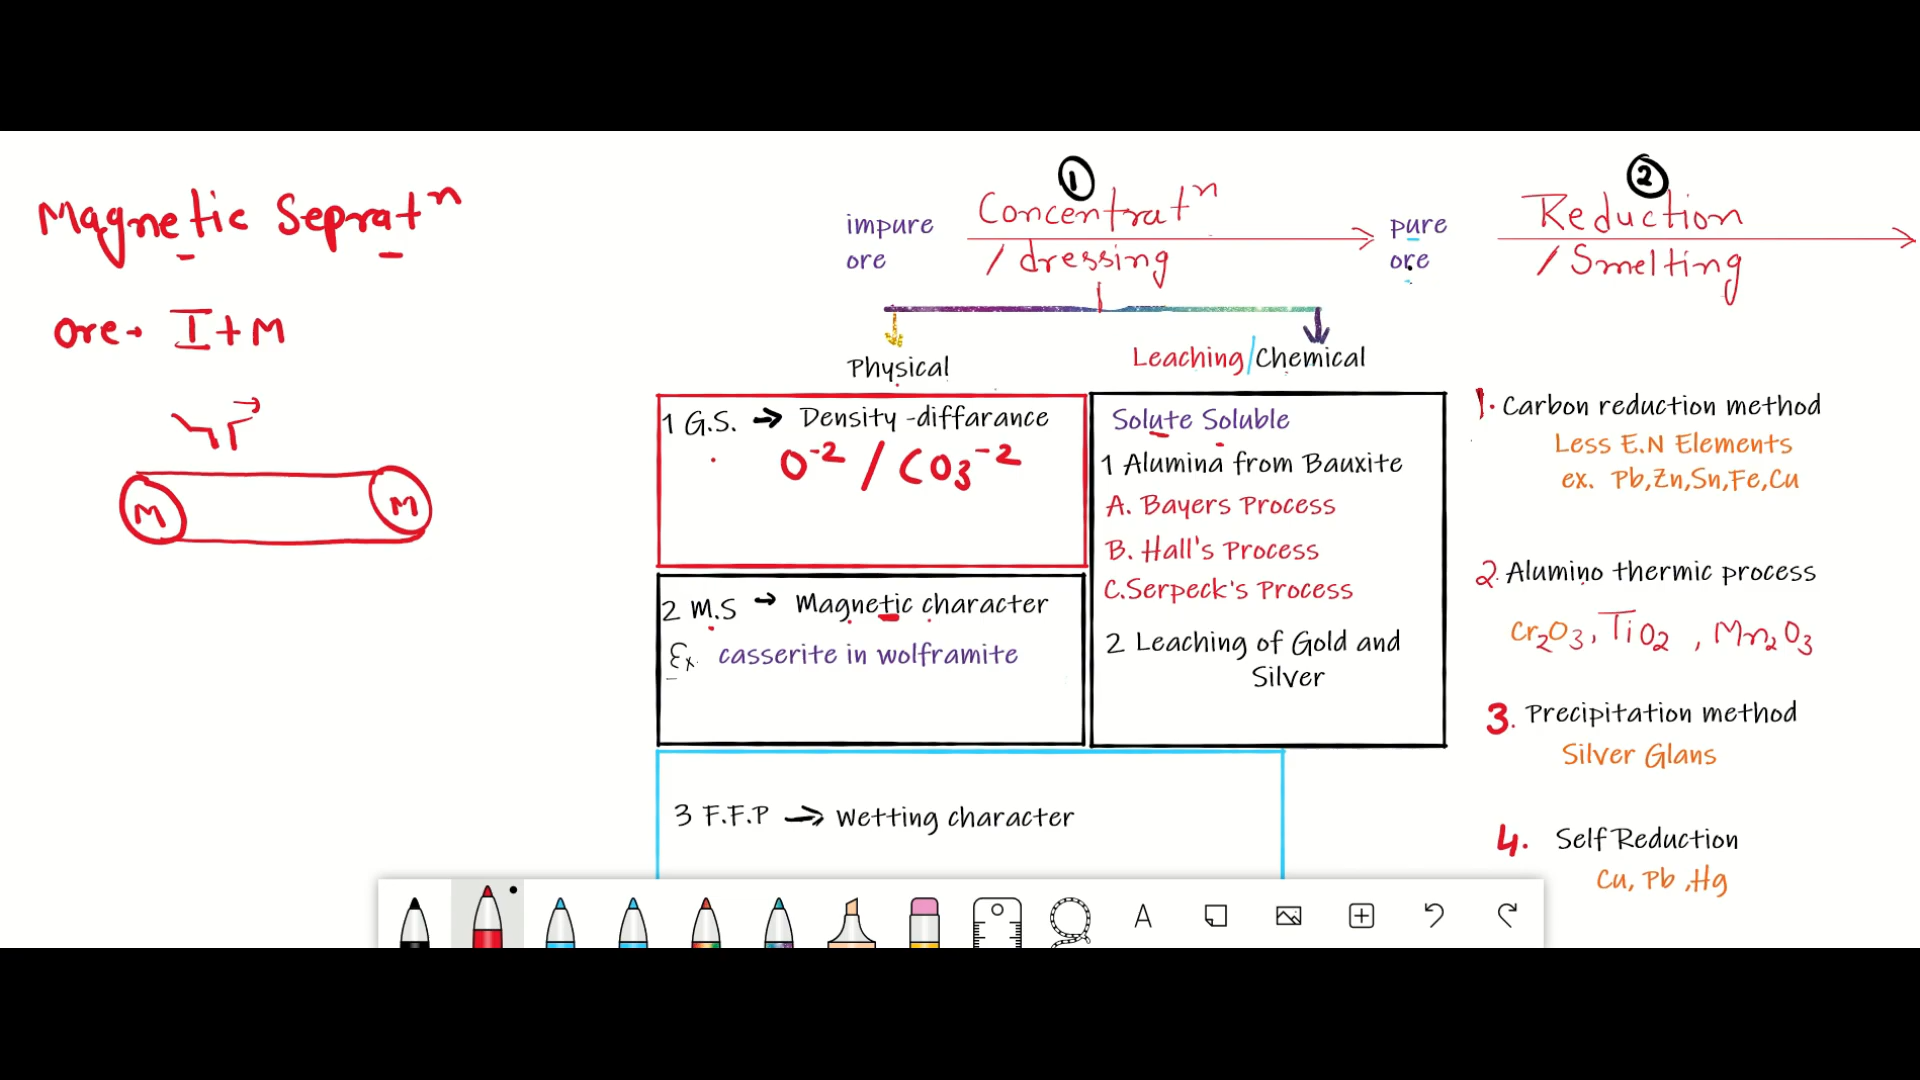 Magnetic Sepratⁿ
ore → I + M
M
M
①
impure
ore
Concentratⁿ
/ dressing
pure
ore
②
Reduction
/ Smelting
Physical
Leaching/Chemical
1 G.S. → Density -diffarance
O⁻² / CO₃⁻²
2 M.S → Magnetic character
Ex. casserite in wolframite
3 F.F.P → Wetting character
Solute Soluble
1 Alumina from Bauxite
A. Bayers Process
B. Hall's Process
C.Serpeck's Process
2 Leaching of Gold and
Silver
1. Carbon reduction method
Less E.N Elements
ex. Pb,Zn,Sn,Fe,Cu
2. Alumino thermic process
Cr₂O₃, TiO₂, Mn₂O₃
3. Precipitation method
Silver Glans
4. Self Reduction
Cu, Pb ,Hg
A